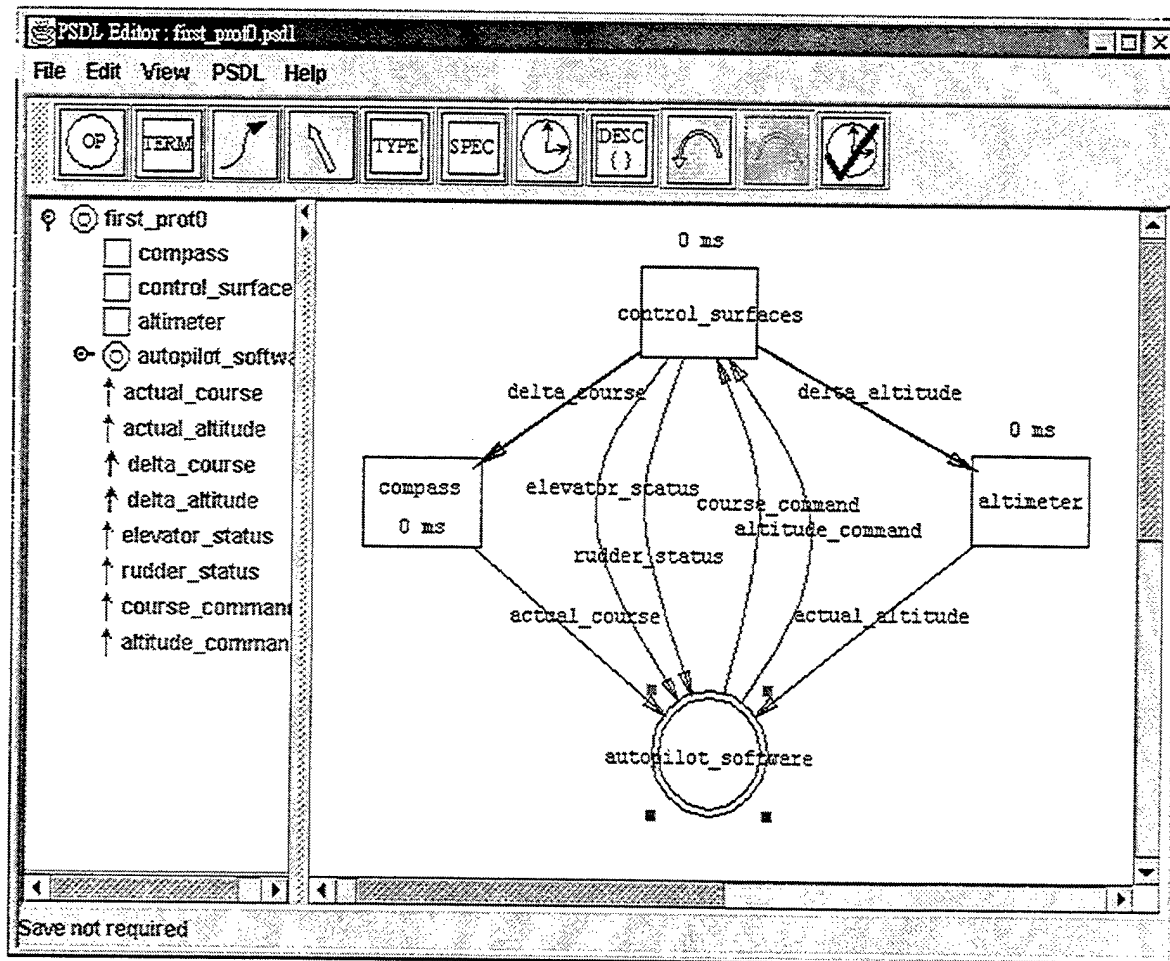 PSDL Editor : first_prot0.psdl
File Edit View PSDL Help
OP TERM TYPE SPEC DESC
{ }
first_prot0
compass
control_surface
altimeter
autopilot_softwa
actual_course
actual_altitude
delta_course
delta_altitude
elevator_status
rudder_status
course_comman
altitude_comman
0 ms
control_surfaces
delta_course
delta_altitude
0 ms
compass
0 ms
elevator_status
course_command
altitude_command
altimeter
rudder_status
actual_course
actual_altitude
autopilot_software
Save not required